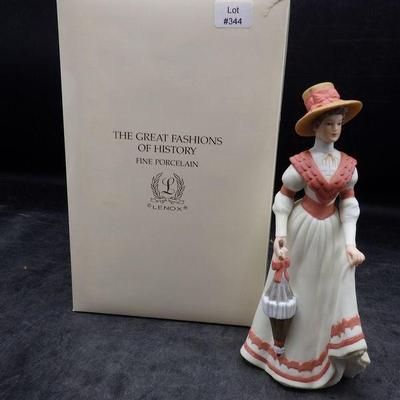 Lot
#344
THE GREAT FASHIONS
OF HISTORY
FINE PORCELAIN
L
©LENOX®